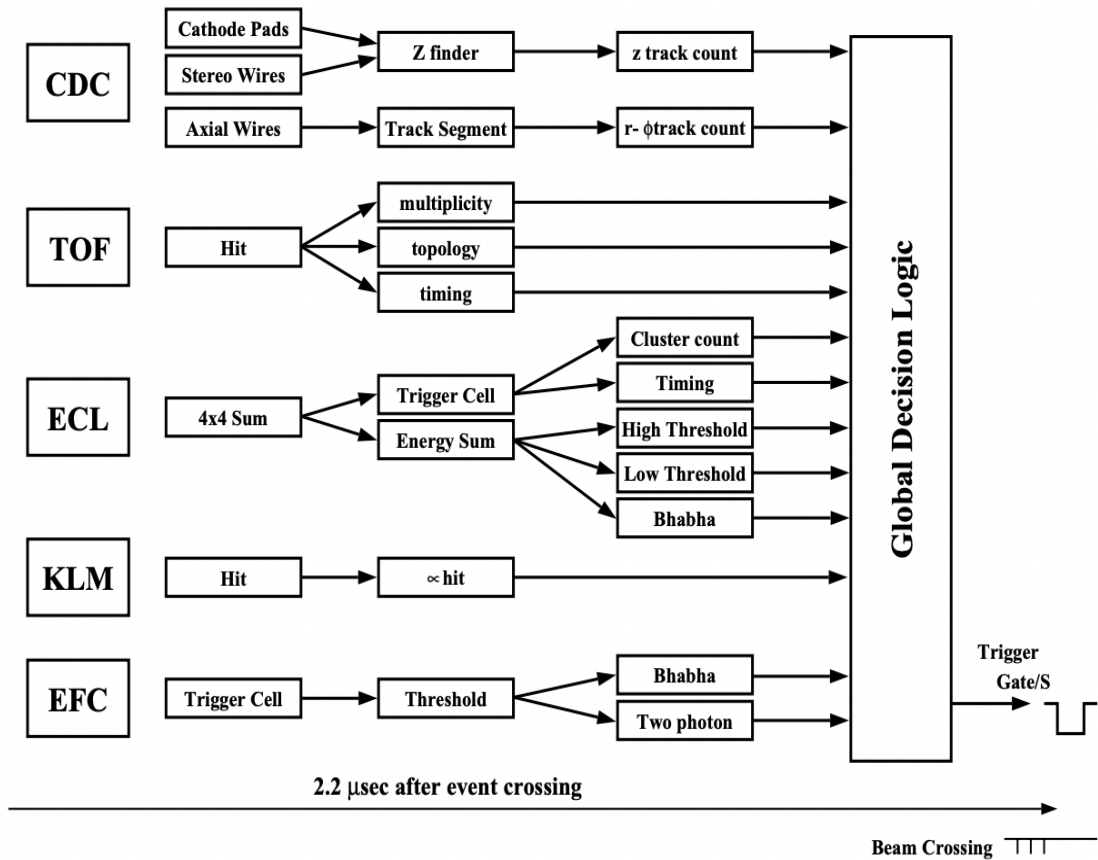 CDC
Cathode Pads
Stereo Wires
Z finder
z track count
Axial Wires
Track Segment
r- ϕtrack count
TOF
Hit
multiplicity
topology
timing
ECL
4x4 Sum
Trigger Cell
Energy Sum
Cluster count
Timing
High Threshold
Low Threshold
Bhabha
KLM
Hit
∝ hit
EFC
Trigger Cell
Threshold
Bhabha
Two photon
Global Decision Logic
Trigger
Gate/S
2.2 μsec after event crossing
Beam Crossing